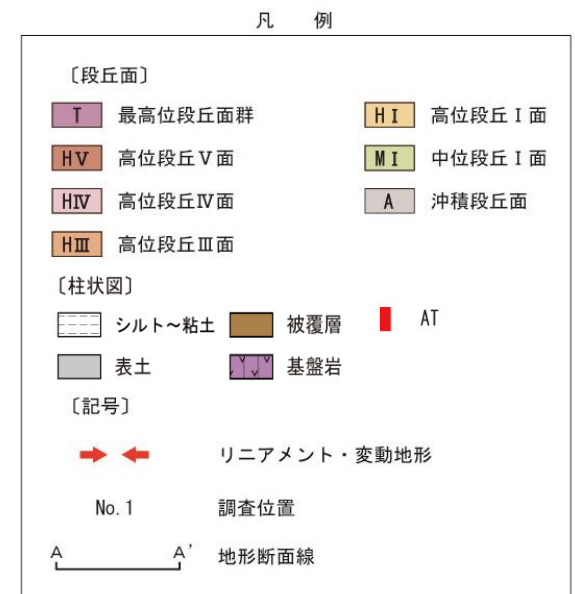 凡 例
〔段丘面〕
T 最高位段丘面群
HⅤ 高位段丘Ⅴ面
HⅣ 高位段丘Ⅳ面
HⅢ 高位段丘Ⅲ面
HⅠ 高位段丘Ⅰ面
MⅠ 中位段丘Ⅰ面
A 沖積段丘面
〔柱状図〕
シルト～粘土 被覆層 AT
表土 基盤岩
〔記号〕
リニアメント・変動地形
No. 1 調査位置
A A' 地形断面線